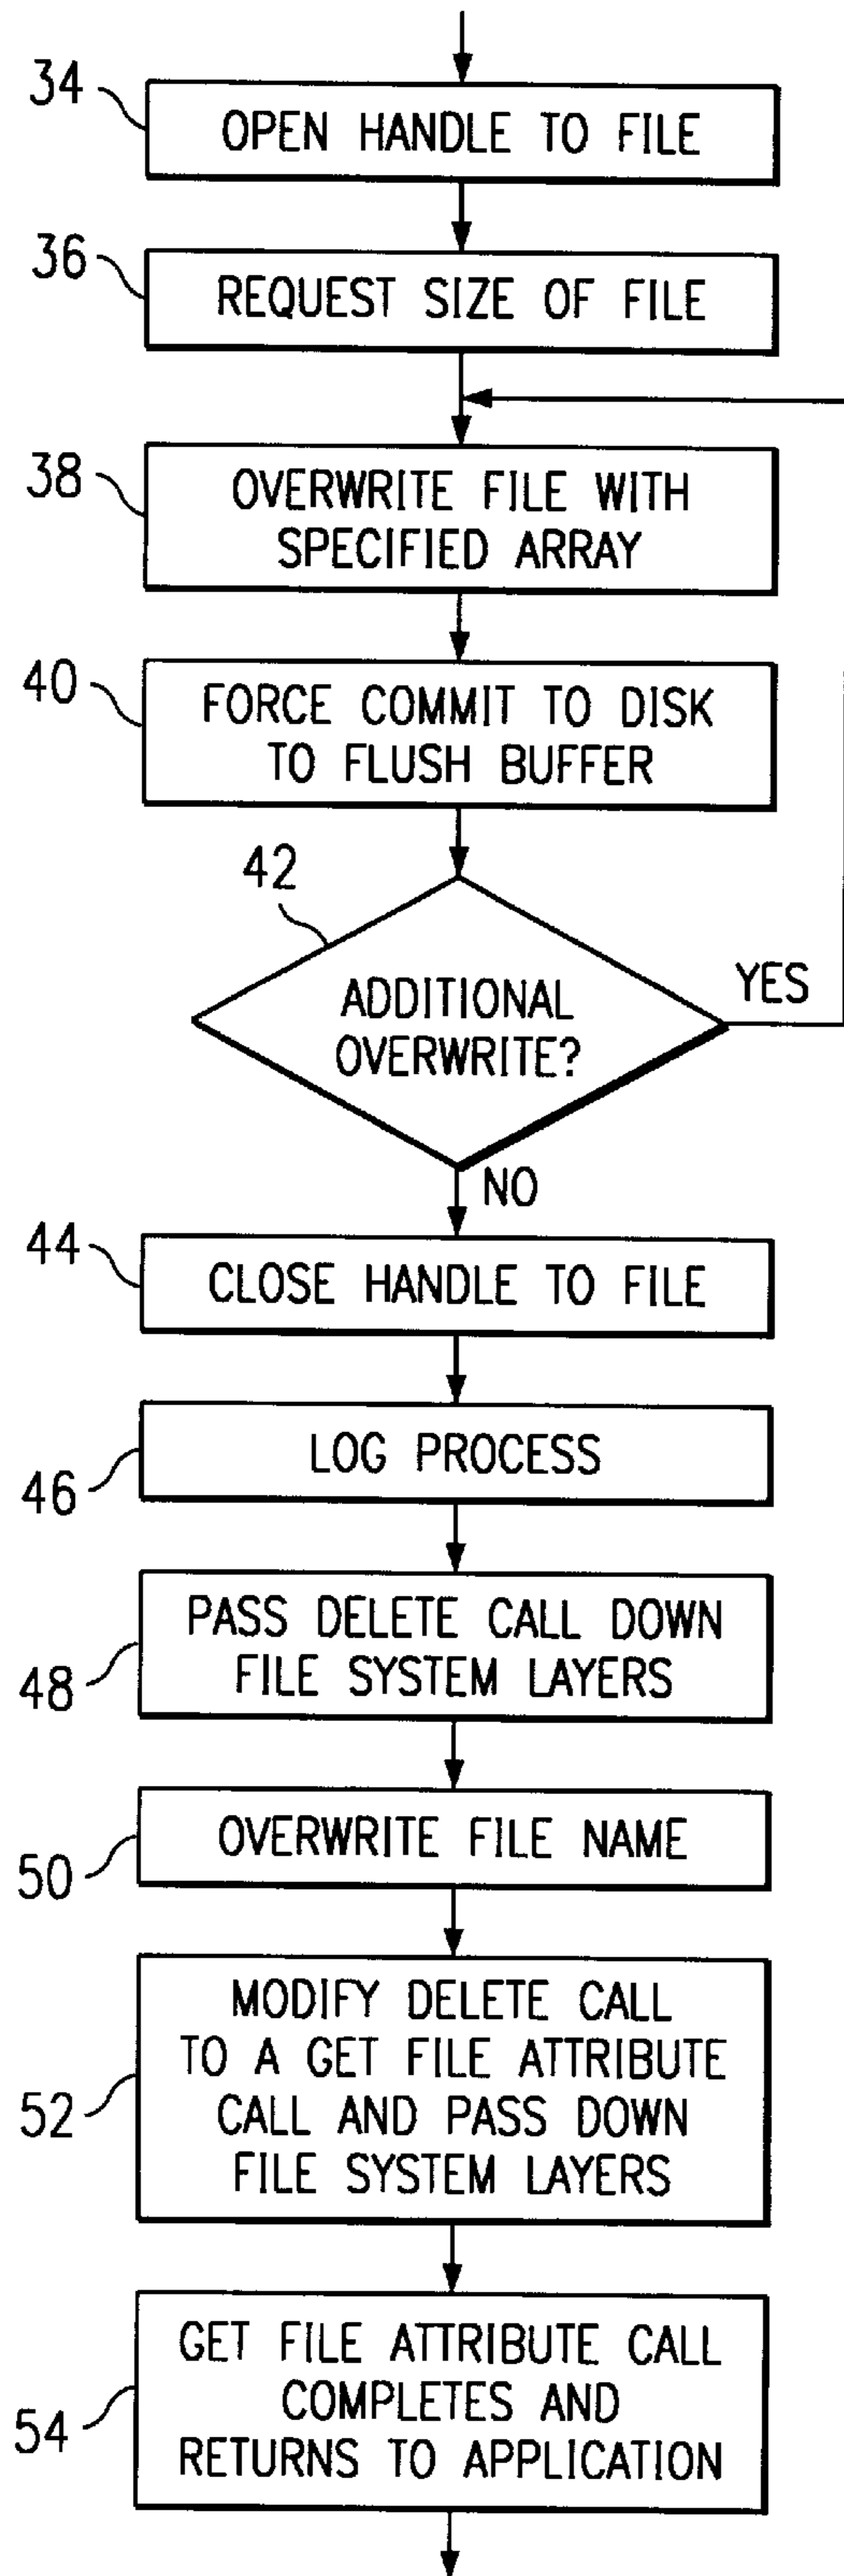 34
OPEN HANDLE TO FILE
36
REQUEST SIZE OF FILE
38
OVERWRITE FILE WITH
SPECIFIED ARRAY
40
FORCE COMMIT TO DISK
TO FLUSH BUFFER
42
ADDITIONAL
OVERWRITE?
YES
NO
44
CLOSE HANDLE TO FILE
46
LOG PROCESS
48
PASS DELETE CALL DOWN
FILE SYSTEM LAYERS
50
OVERWRITE FILE NAME
52
MODIFY DELETE CALL
TO A GET FILE ATTRIBUTE
CALL AND PASS DOWN
FILE SYSTEM LAYERS
54
GET FILE ATTRIBUTE CALL
COMPLETES AND
RETURNS TO APPLICATION